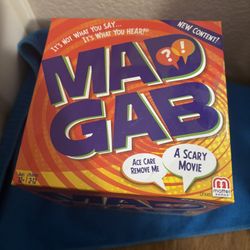 IT'S NOT WHAT YOU SAY...
IT'S WHAT YOU HEAR!
NEW CONTENT!
MAD
? !
GAB
ACE CARE
REMOVE ME
A SCARY
MOVIE
M
mattel